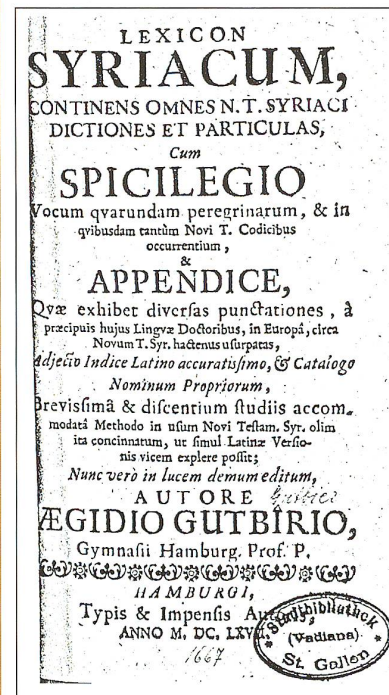 LEXICON
SYRIACUM,
CONTINENS OMNES N.T. SYRIACI
DICTIONES ET PARTICULAS,
Cum
SPICILEGIO
Vocum qvarundam peregrinarum, & in
qvibusdam tantùm Novi T. Codicibus
occurrentium,
&
APPENDICE,
Qvæ exhibet diverſas punctationes, à
præcipuis hujus Lingvæ Doctoribus, in Europâ, circa
Novum T. Syr. hactenus uſurpatas,
Adjecto Indice Latino accuratiſſimo, & Catalogo
Nominum Propriorum,
Breviſſimâ & diſcentium ſtudiis accom-
modatâ Methodo in uſum Novi Teſtam. Syr. olim
ita concinnatum, ut ſimul Latinæ Verſio-
nis vicem explere poſſit;
Nunc verò in lucem demum editum,
AUTORE
ÆGIDIO GUTBIRIO,
Gymnaſii Hamburg. Prof. P.
HAMBURGI,
Typis & Impenſis
ANNO M, DC, LXVII
1667
Stadtbibliothek
(Vadiana)
St. Gallen